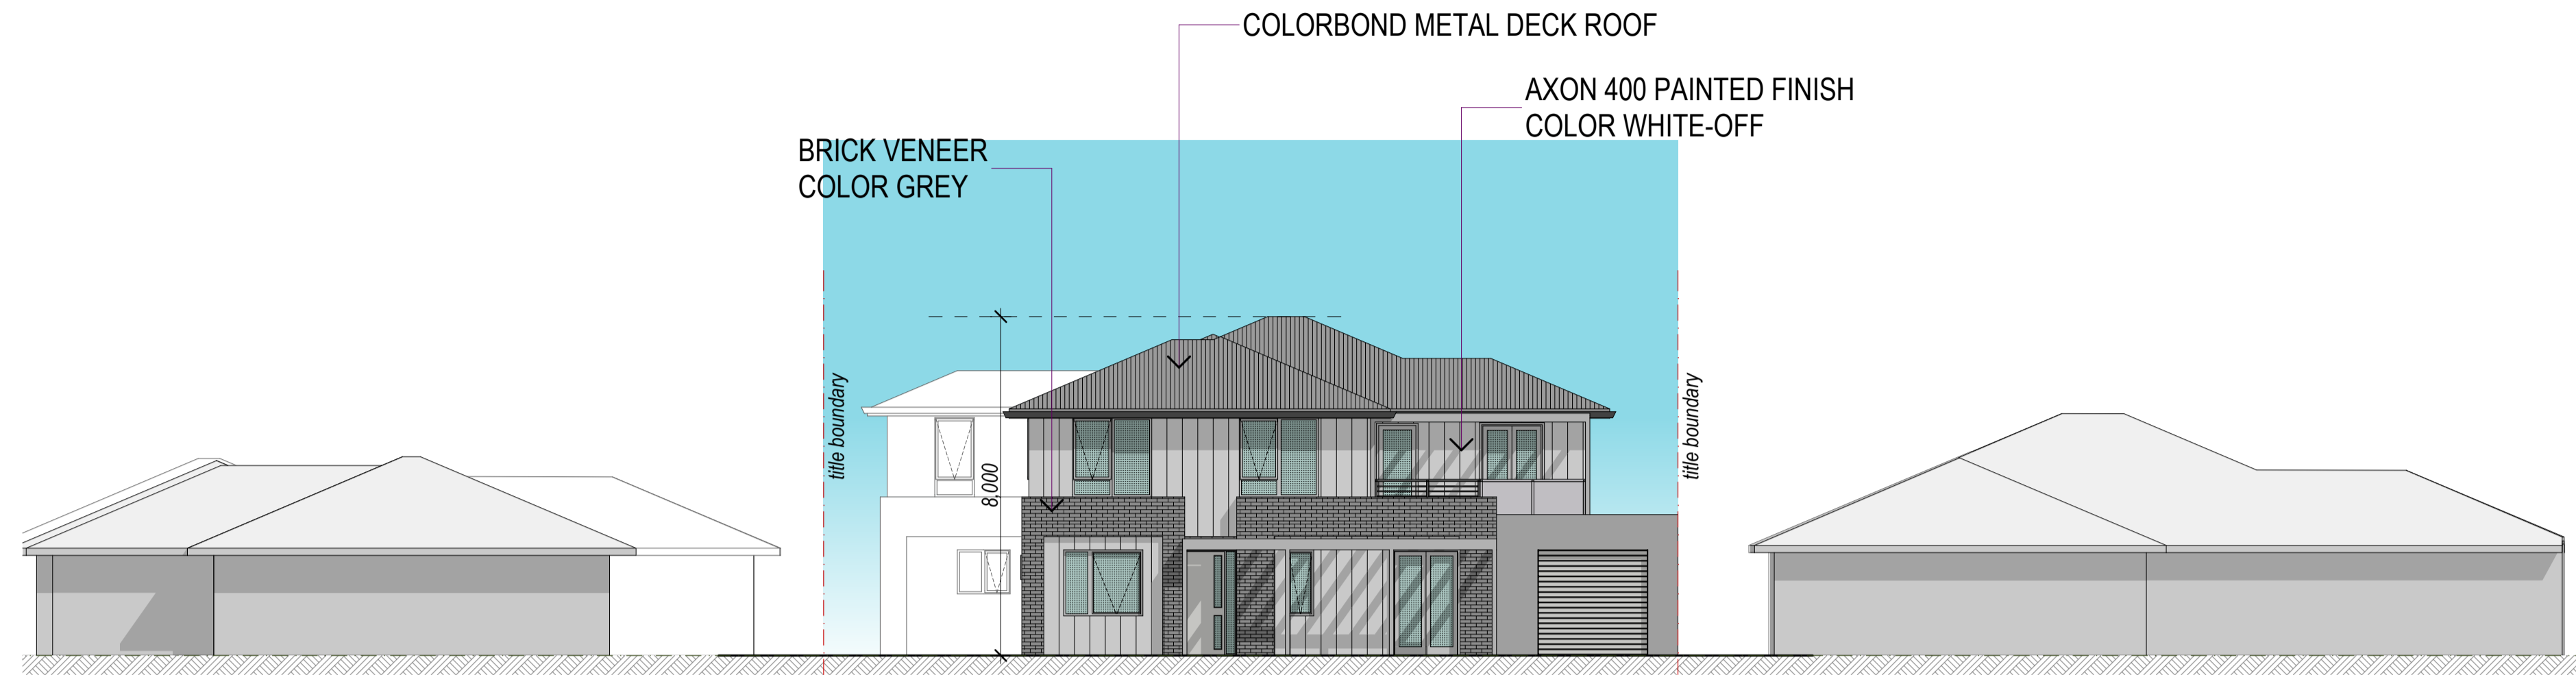 COLORBOND METAL DECK ROOF
AXON 400 PAINTED FINISH
COLOR WHITE-OFF
BRICK VENEER
COLOR GREY
title boundary
8,000
title boundary